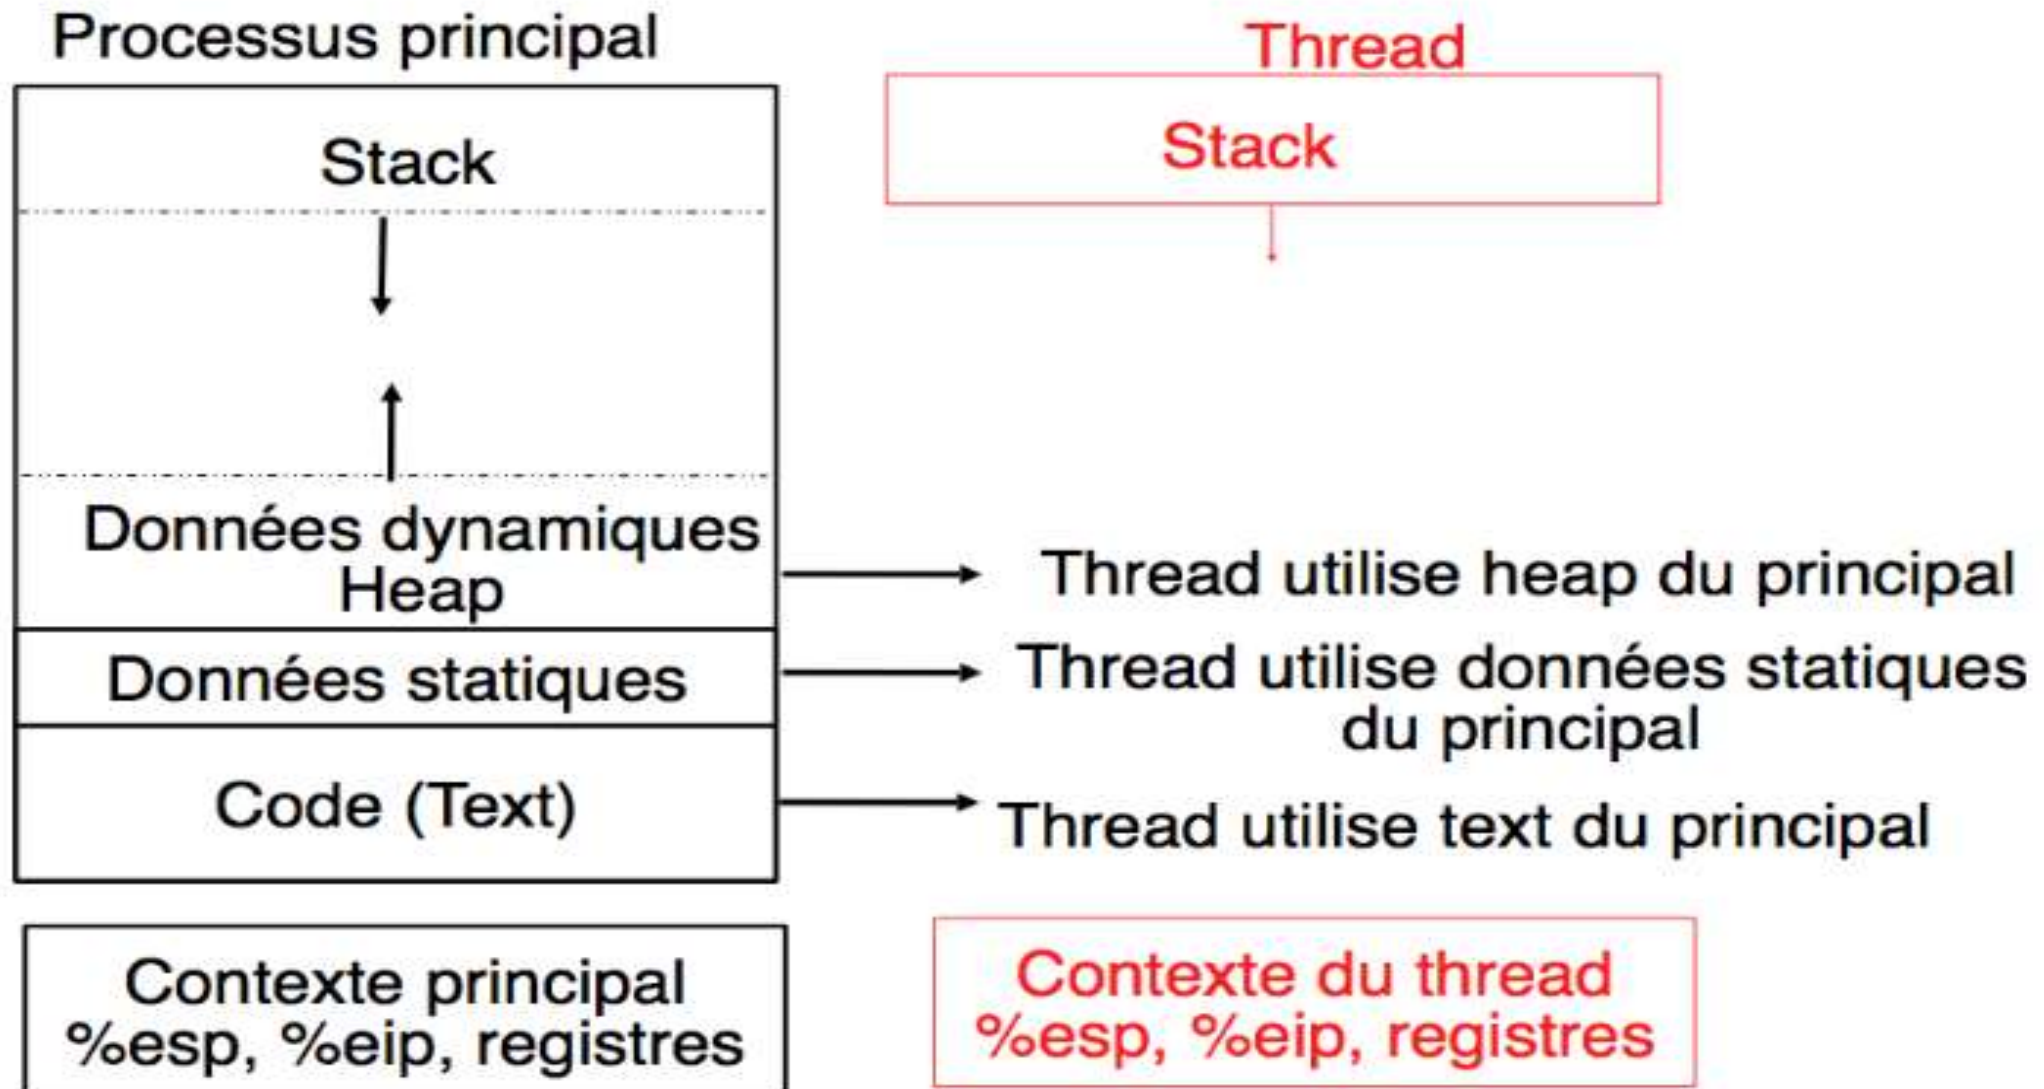 Processus principal
Thread
Stack
Stack
Données dynamiques
Heap
Thread utilise heap du principal
Données statiques
Thread utilise données statiques
du principal
Code (Text)
Thread utilise text du principal
Contexte principal
%esp, %eip, registres
Contexte du thread
%esp, %eip, registres